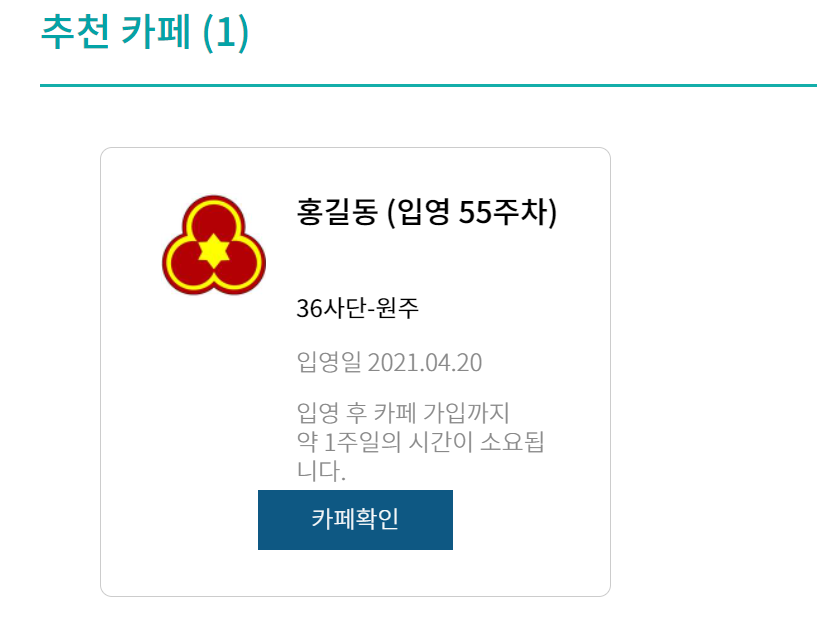 추천 카페 (1)
홍길동 (입영 55주차)
36사단-원주
입영일 2021.04.20
입영 후 카페 가입까지
약 1주일의 시간이 소요됩
니다.
카페확인